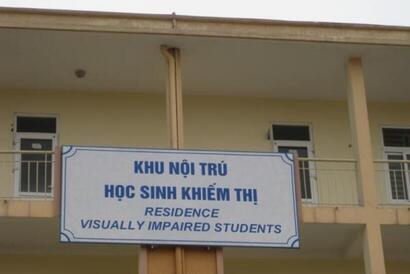 KHU NỘI TRÚ
HỌC SINH KHIẾM THỊ
RESIDENCE
VISUALLY IMPAIRED STUDENTS